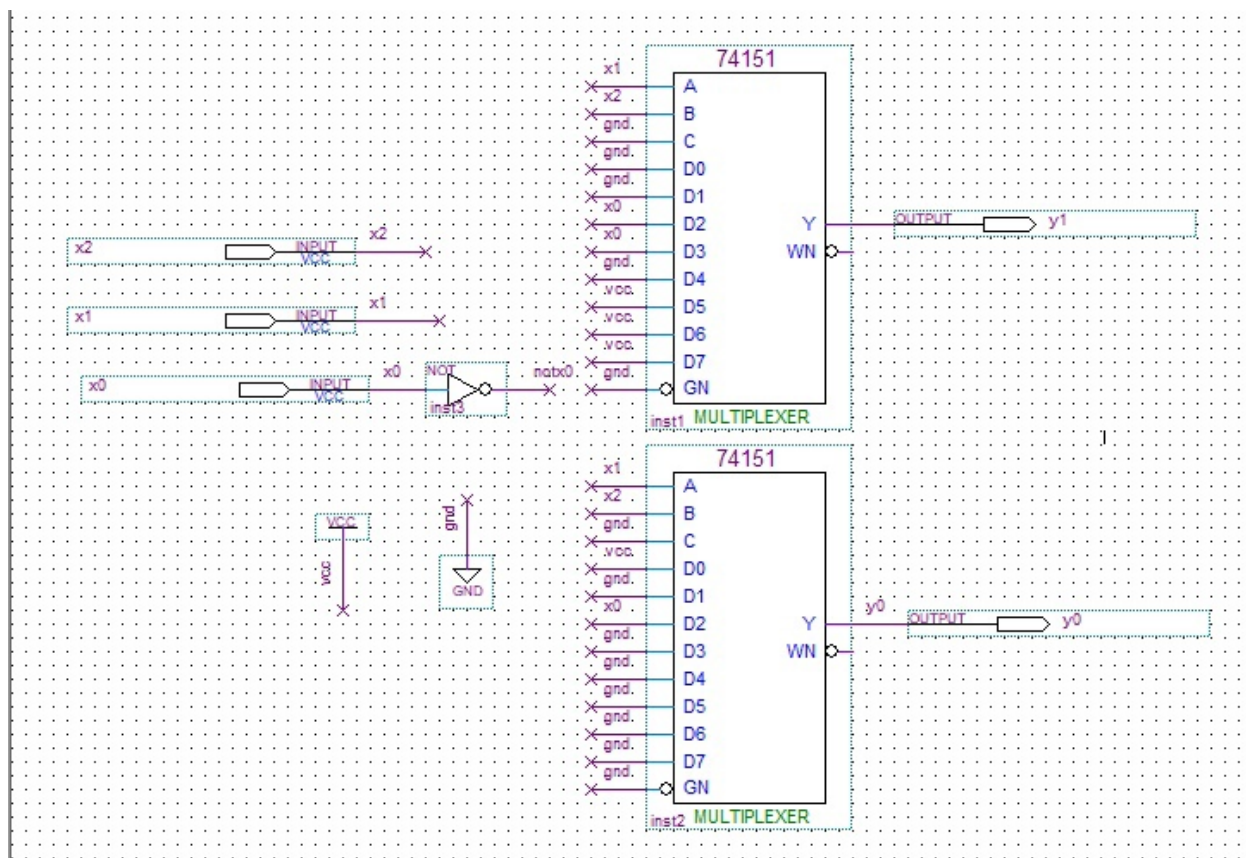 x2 INPUT VCC x2
x1 INPUT VCC x1
x0 INPUT VCC x0 NOT inst3 notx0
VCC vcc
gnd GND
74151
x1 A
x2 B
gnd C
gnd D0
gnd D1
x0 D2
x0 D3
gnd D4
vcc D5
vcc D6
vcc D7
gnd GN
Y OUTPUT y1
WN
inst1 MULTIPLEXER
74151
x1 A
x2 B
gnd C
vcc D0
gnd D1
x0 D2
gnd D3
gnd D4
gnd D5
gnd D6
gnd D7
gnd GN
Y y0 OUTPUT y0
WN
inst2 MULTIPLEXER